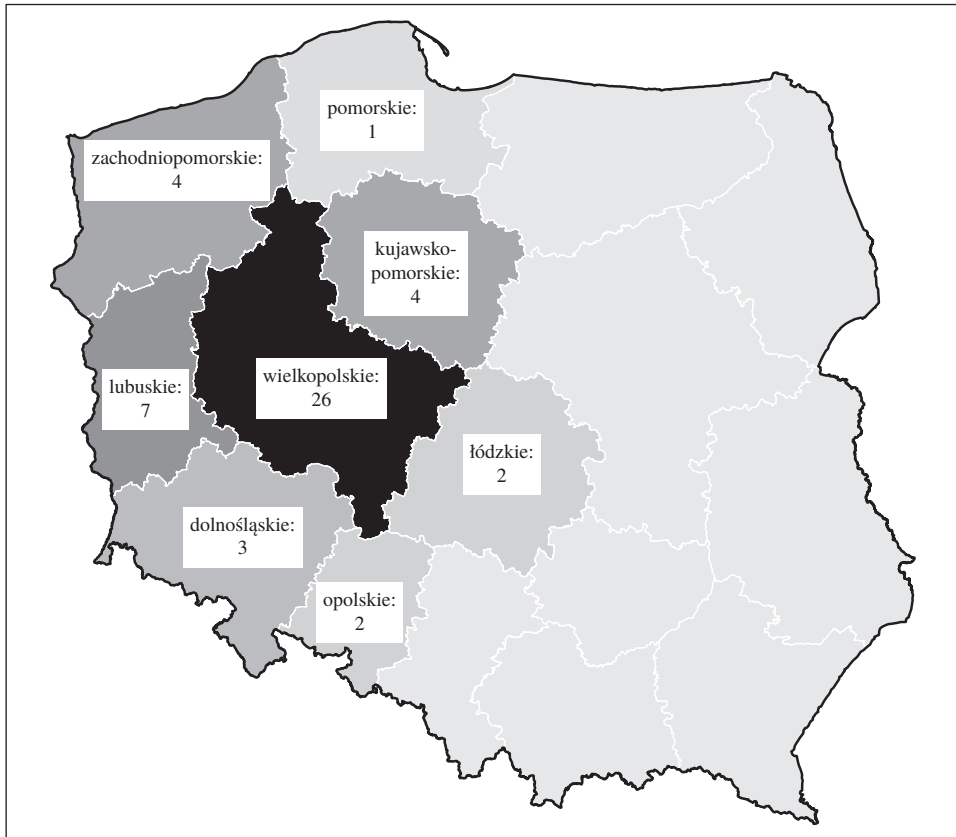 pomorskie:
1
zachodniopomorskie:
4
kujawsko-
pomorskie:
4
lubuskie:
7
wielkopolskie:
26
łódzkie:
2
dolnośląskie:
3
opolskie:
2